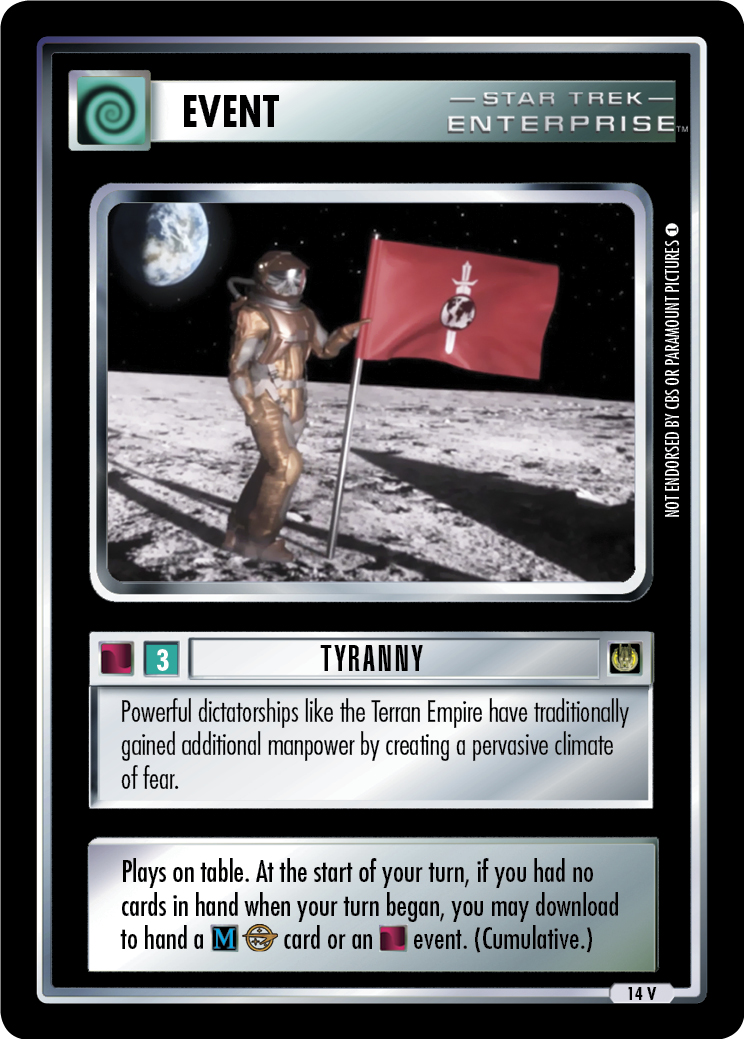 EVENT
— STAR TREK —
ENTERPRISE™
NOT ENDORSED BY CBS OR PARAMOUNT PICTURES 1
3
TYRANNY
Powerful dictatorships like the Terran Empire have traditionally
gained additional manpower by creating a pervasive climate
of fear.
Plays on table. At the start of your turn, if you had no
cards in hand when your turn began, you may download
to hand a M card or an event. (Cumulative.)
14 V